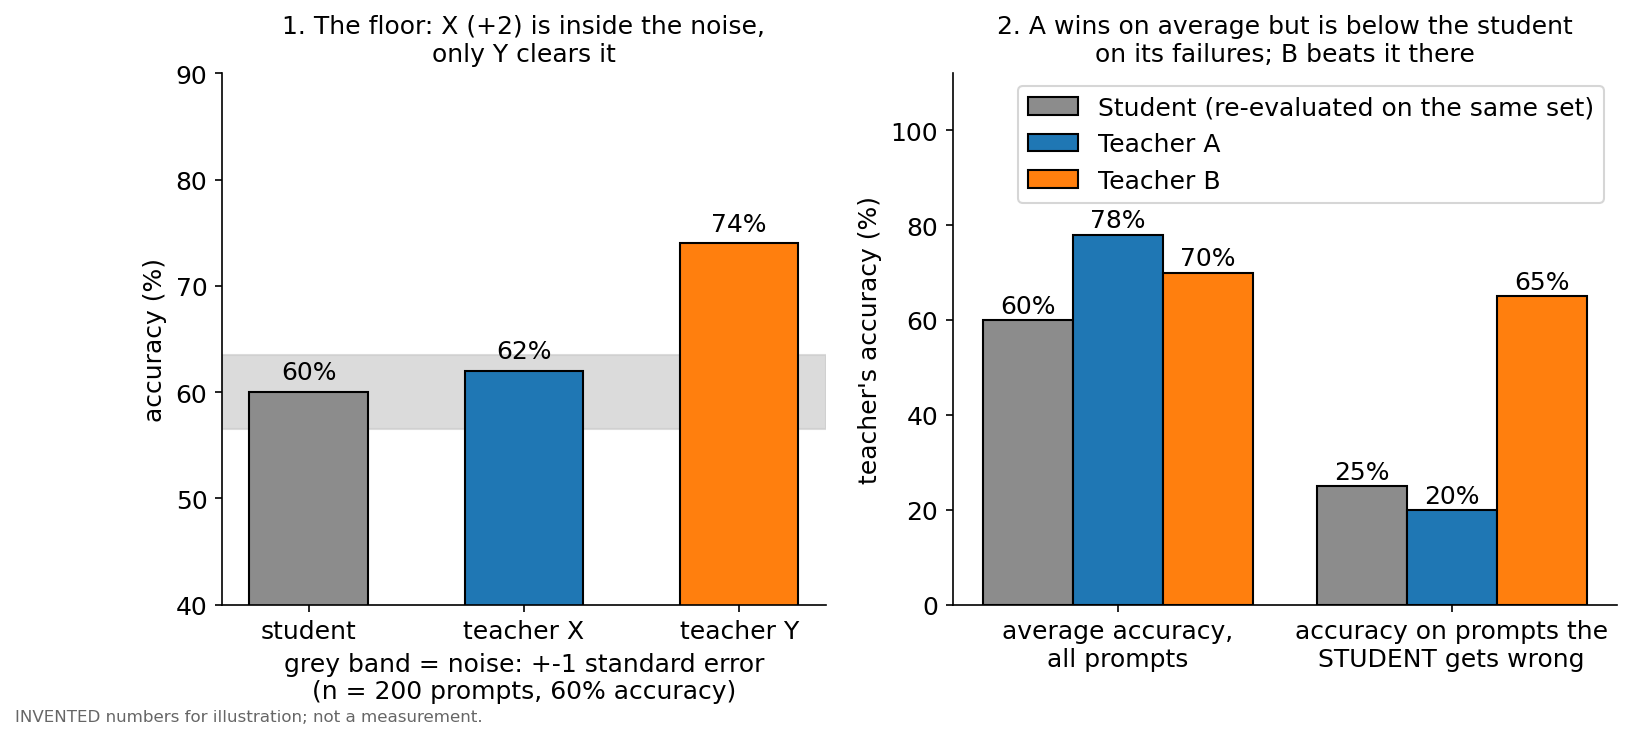 1. The floor: X (+2) is inside the noise,
only Y clears it
90
80
70
60
50
40
accuracy (%)
60%
62%
74%
student
teacher X
teacher Y
grey band = noise: +-1 standard error
(n = 200 prompts, 60% accuracy)
2. A wins on average but is below the student
on its failures; B beats it there
Student (re-evaluated on the same set)
Teacher A
Teacher B
100
80
60
40
20
0
teacher's accuracy (%)
60%
78%
70%
25%
20%
65%
average accuracy,
all prompts
accuracy on prompts the
STUDENT gets wrong
INVENTED numbers for illustration; not a measurement.